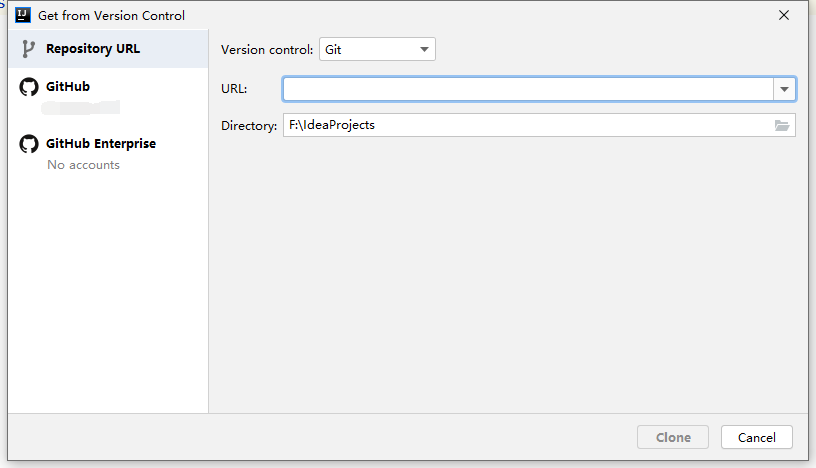 Get from Version Control
Repository URL
GitHub
GitHub Enterprise
No accounts
Version control: Git
URL:
Directory: F:\IdeaProjects
Clone Cancel